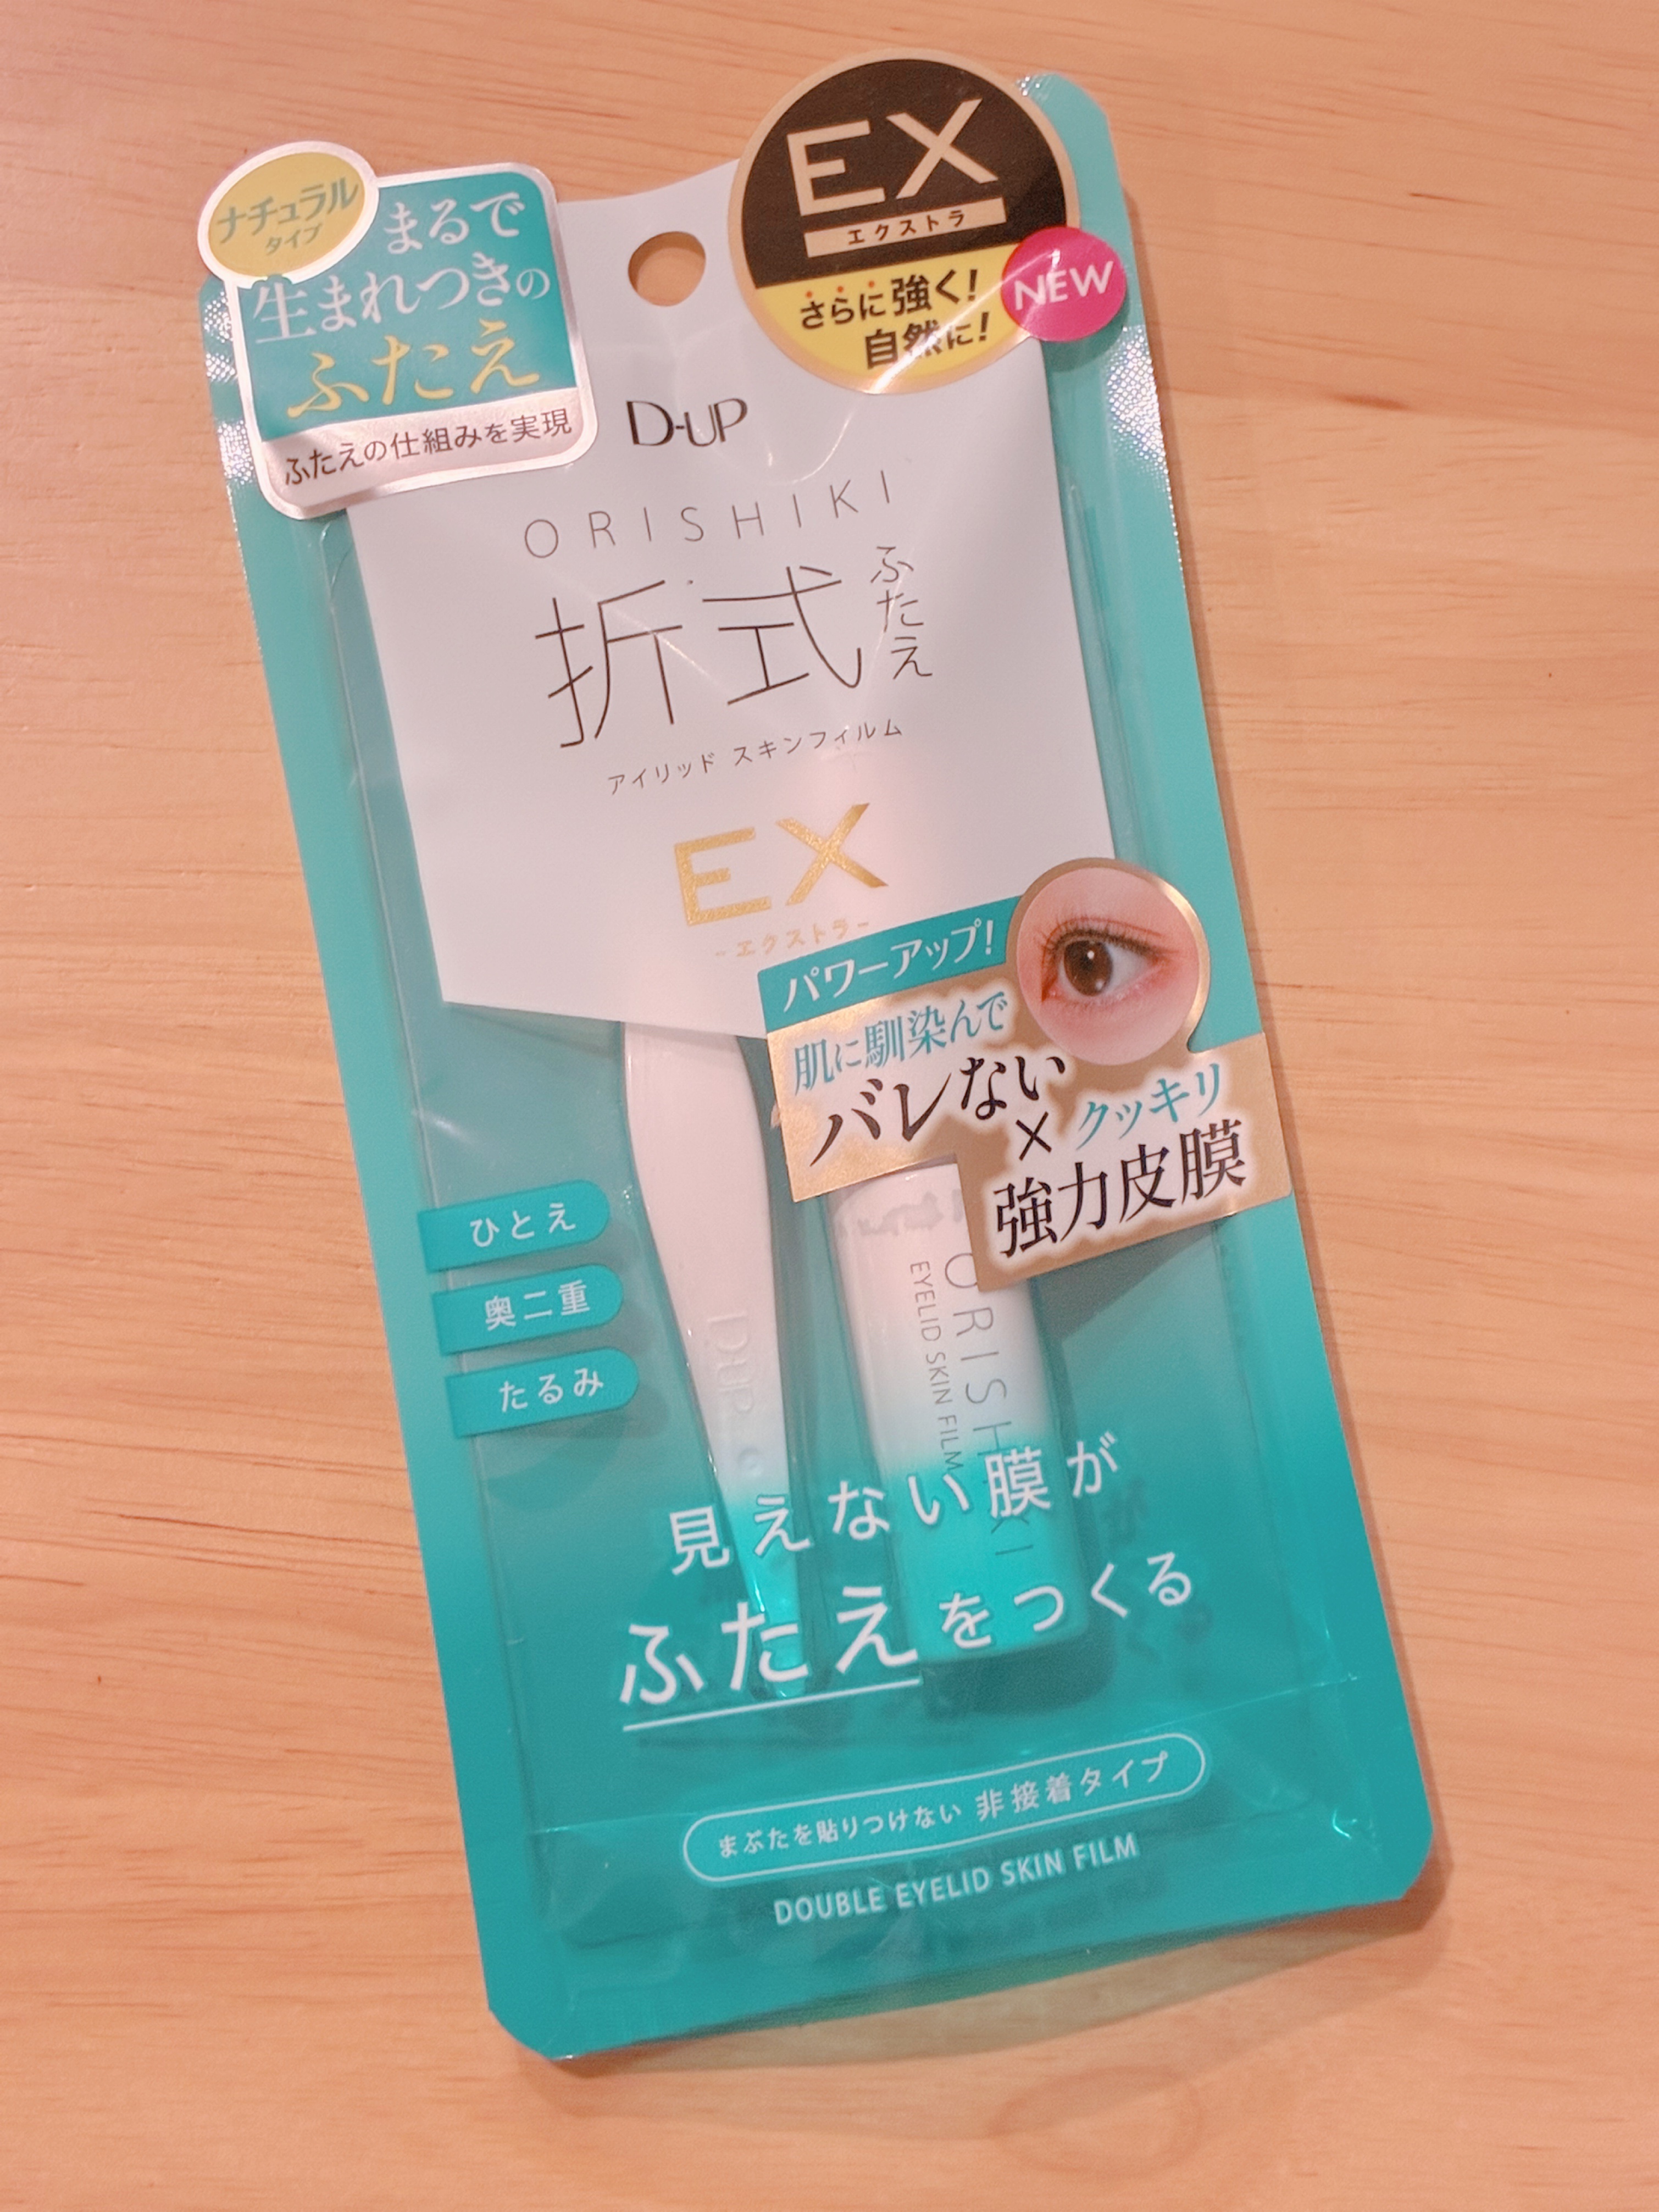 EX
エクストラ
さらに強く!
自然に!
NEW
ナチュラル
タイプ
まるで
生まれつきの
ふたえ
ふたえの仕組みを実現
D-UP
ORISHIKI
折式
ふたえ
アイリッド スキンフィルム
EX
-エクストラ-
パワーアップ!
肌に馴染んで
バレない
×
クッキリ
強力皮膜
ひとえ
奥二重
たるみ
D-UP
ORISHIKI
EYELID SKIN FILM
見えない膜が
ふたえをつくる
まぶたを貼りつけない 非接着タイプ
DOUBLE EYELID SKIN FILM